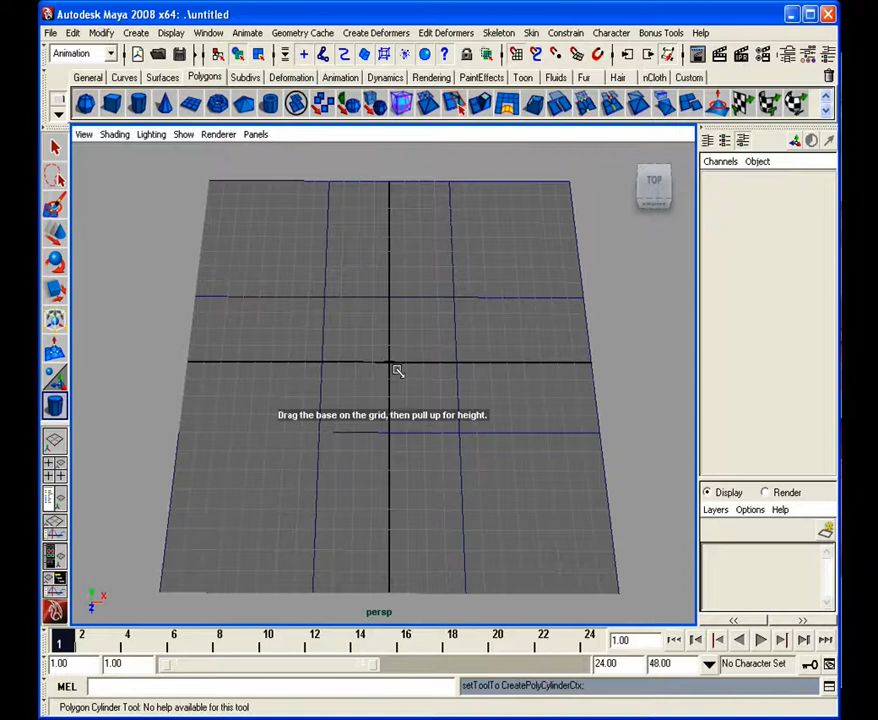 Autodesk Maya 2008 x64: .\untitled
File Edit Modify Create Display Window Animate Geometry Cache Create Deformers Edit Deformers Skeleton Skin Constrain Character Bonus Tools Help
Animation
General Curves Surfaces Polygons Subdivs Deformation Animation Dynamics Rendering PaintEffects Toon Fluids Fur Hair nCloth Custom
View Shading Lighting Show Renderer Panels
Channels Object
TOP
Drag the base on the grid, then pull up for height.
Display Render
Layers Options Help
x
z
persp
1 2 4 6 8 10 12 14 16 18 20 22 24 1.00
1.00 1.00 24.00 48.00 No Character Set
MEL setToolTo CreatePolyCylinderCtx;
Polygon Cylinder Tool: No help available for this tool